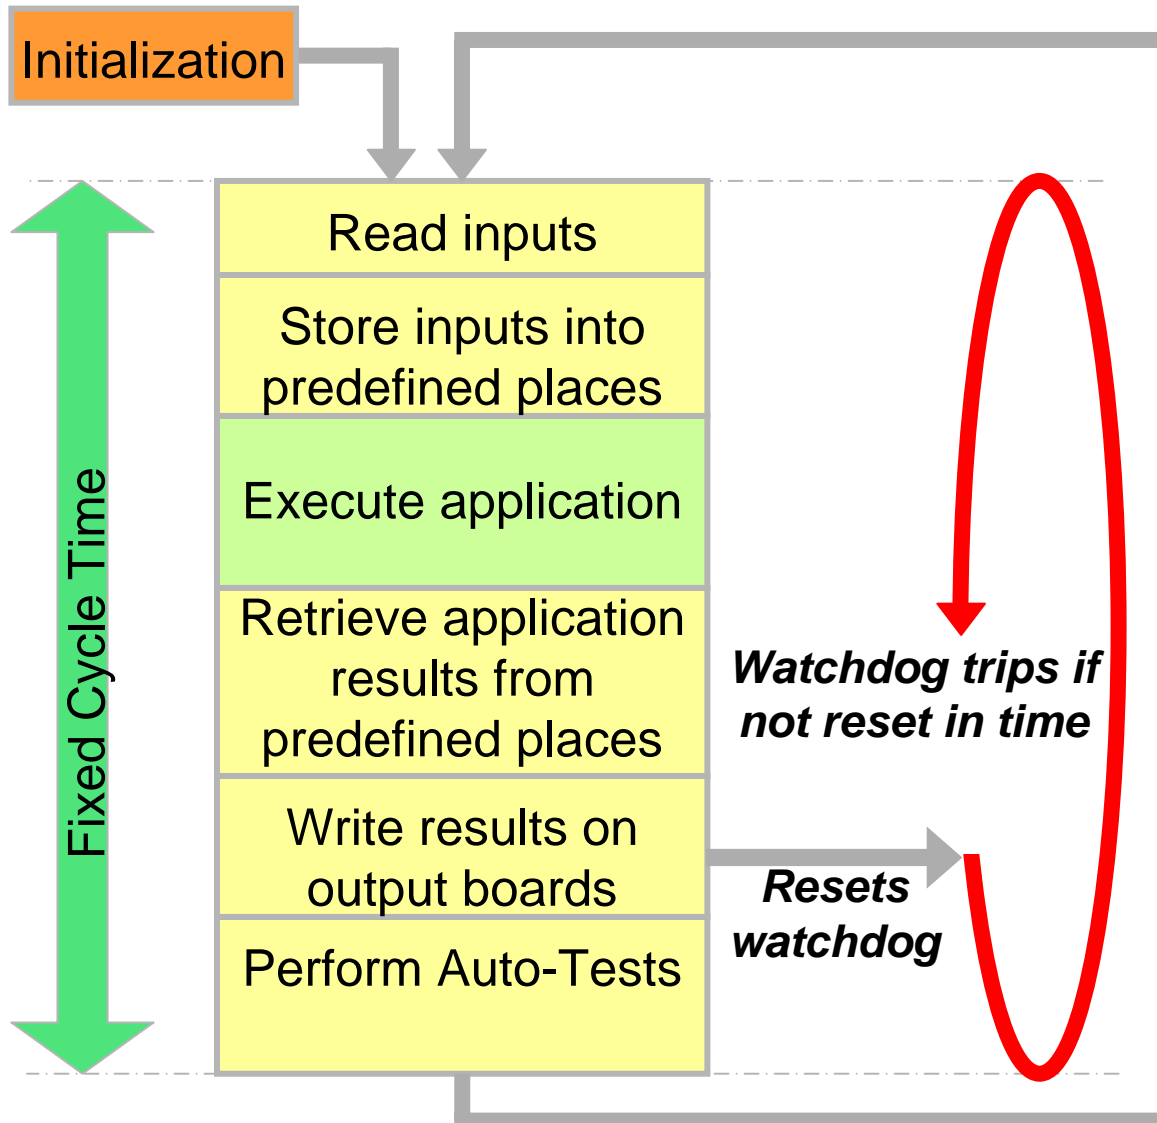 Initialization
Read inputs
Store inputs into
predefined places
Execute application
Retrieve application
results from
predefined places
Write results on
output boards
Perform Auto-Tests
Fixed Cycle Time
Watchdog trips if
not reset in time
Resets
watchdog